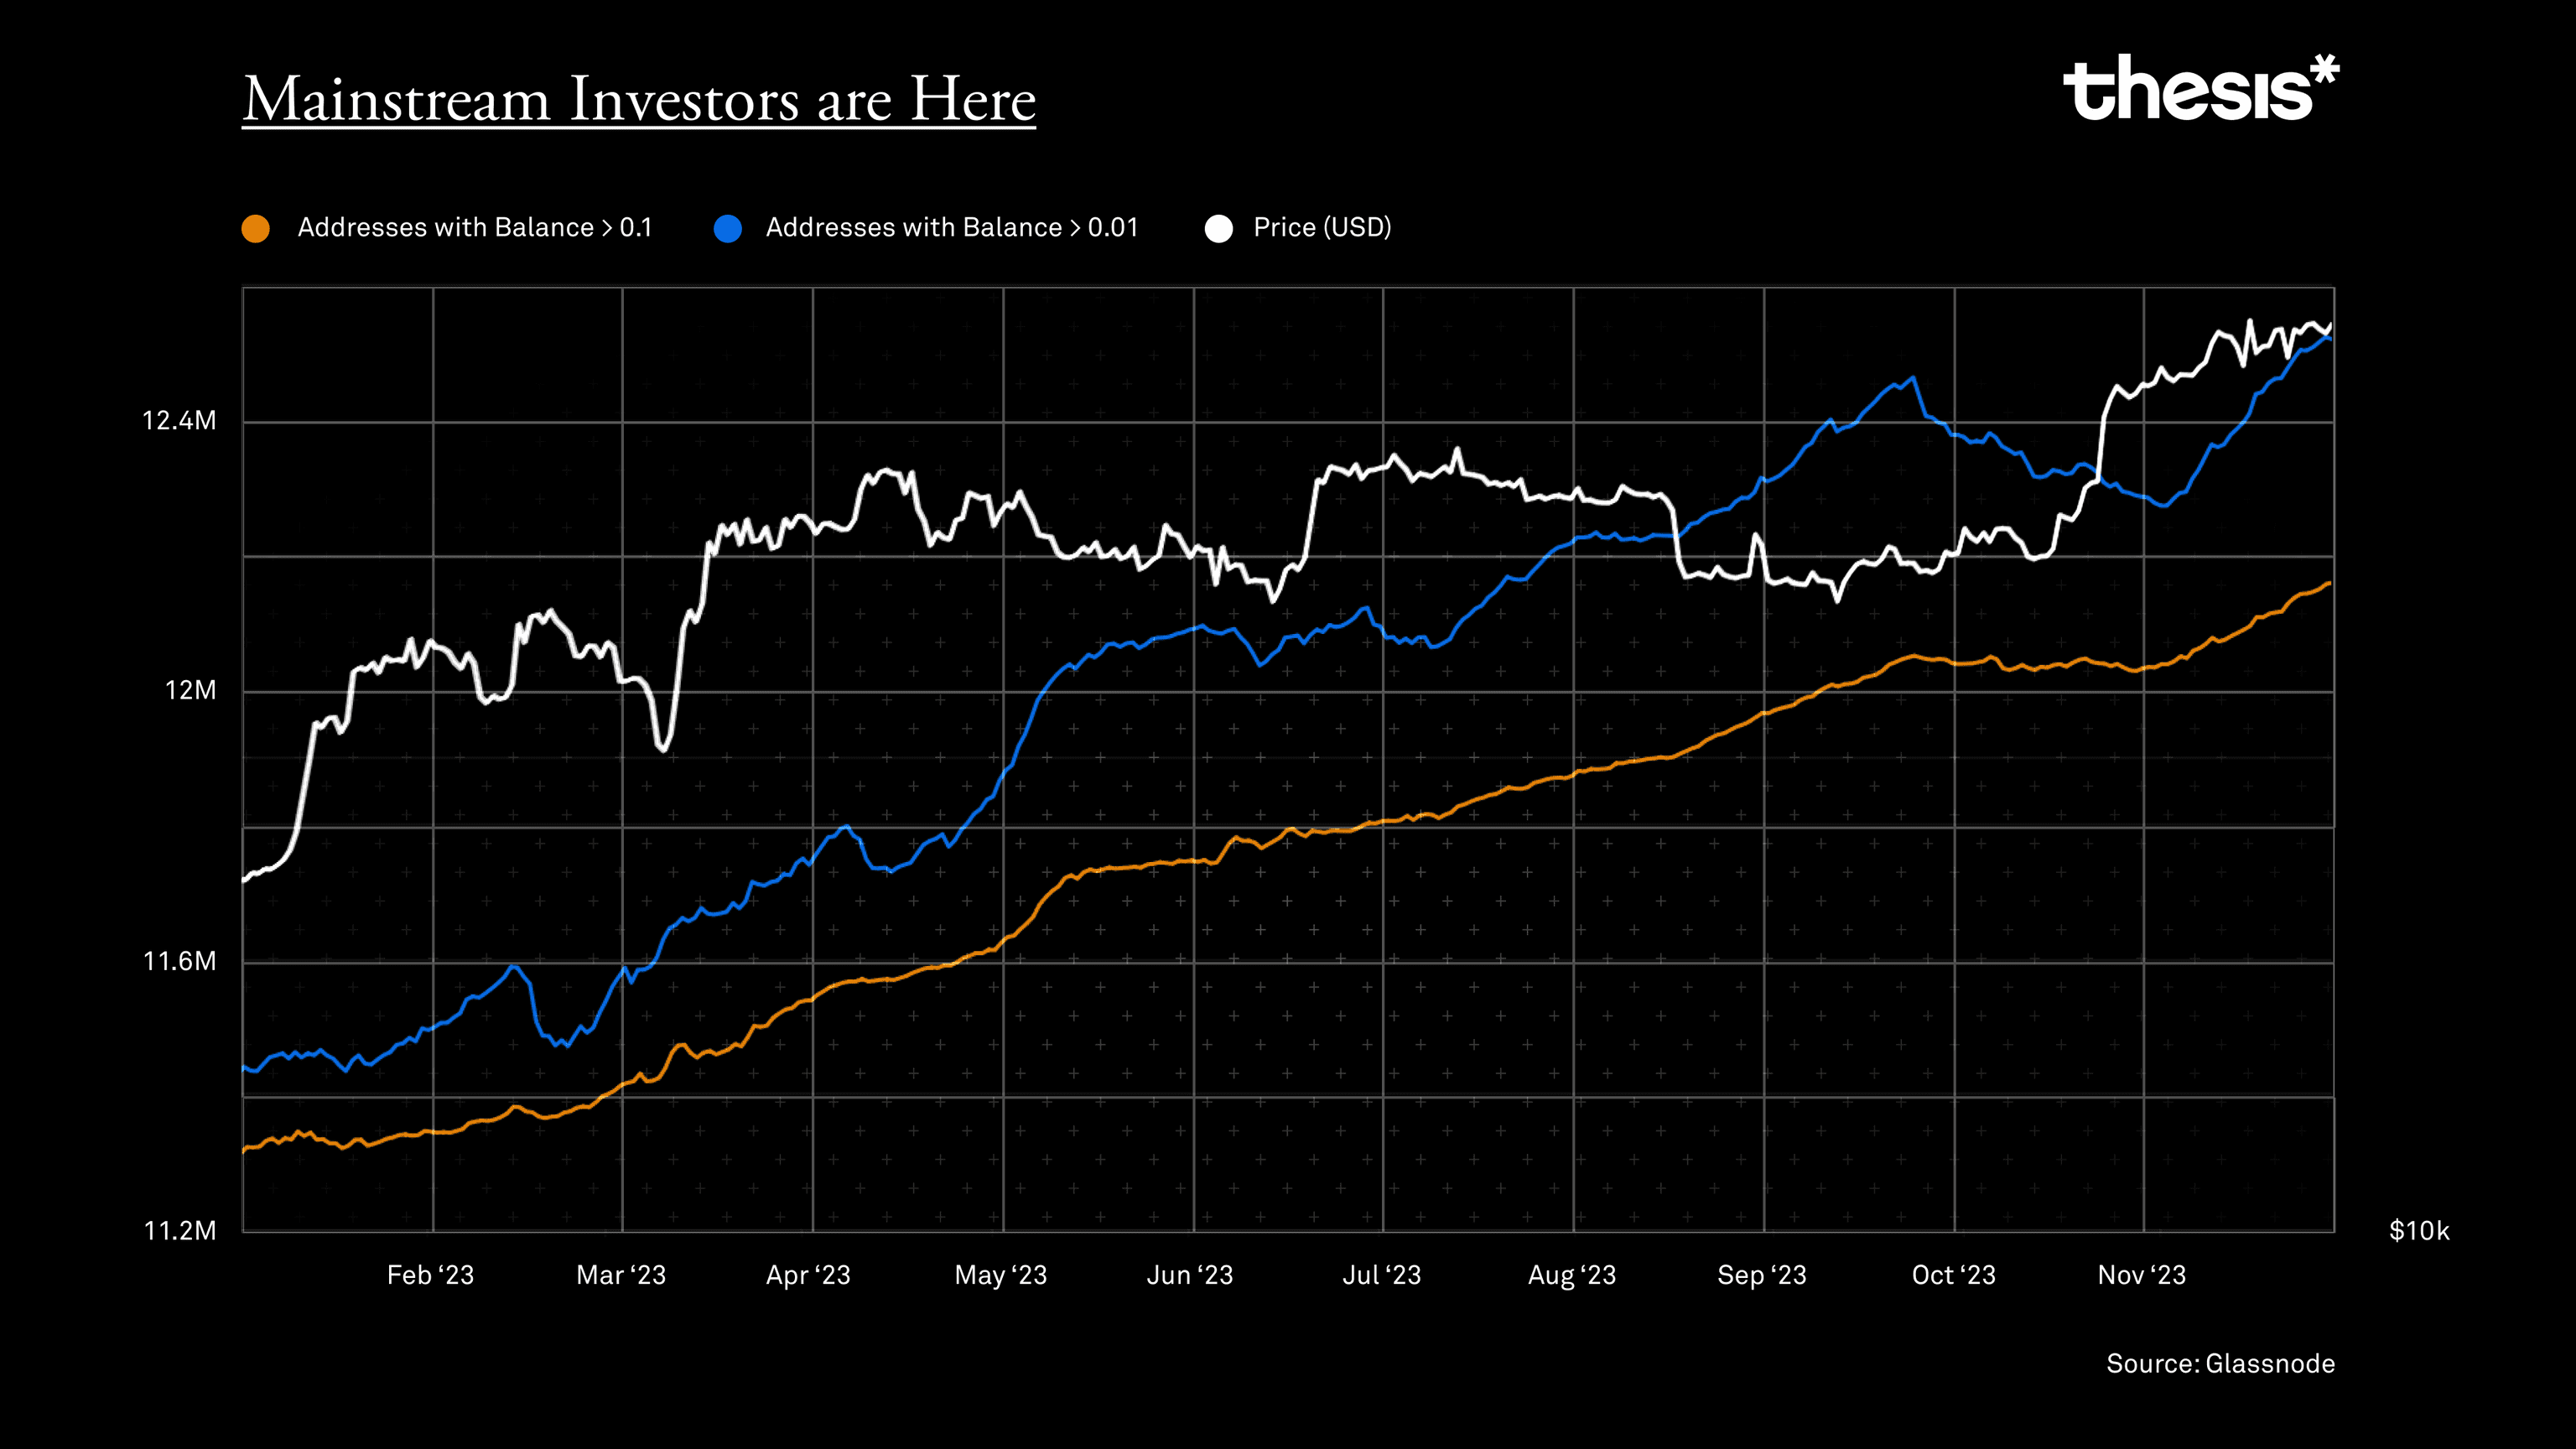 Mainstream Investors are Here
thesis*
Addresses with Balance > 0.1
Addresses with Balance > 0.01
Price (USD)
12.4M
12M
11.6M
11.2M
$10k
Feb ‘23
Mar ‘23
Apr ‘23
May ‘23
Jun ‘23
Jul ‘23
Aug ‘23
Sep ‘23
Oct ‘23
Nov ‘23
Source: Glassnode